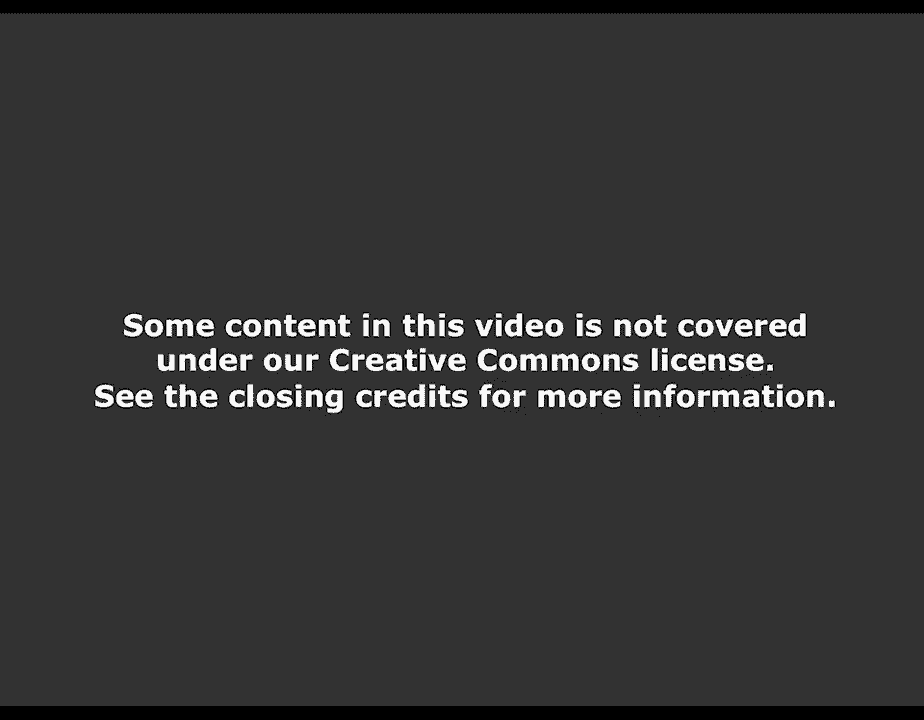 Some content in this video is not covered
under our Creative Commons license.
See the closing credits for more information.